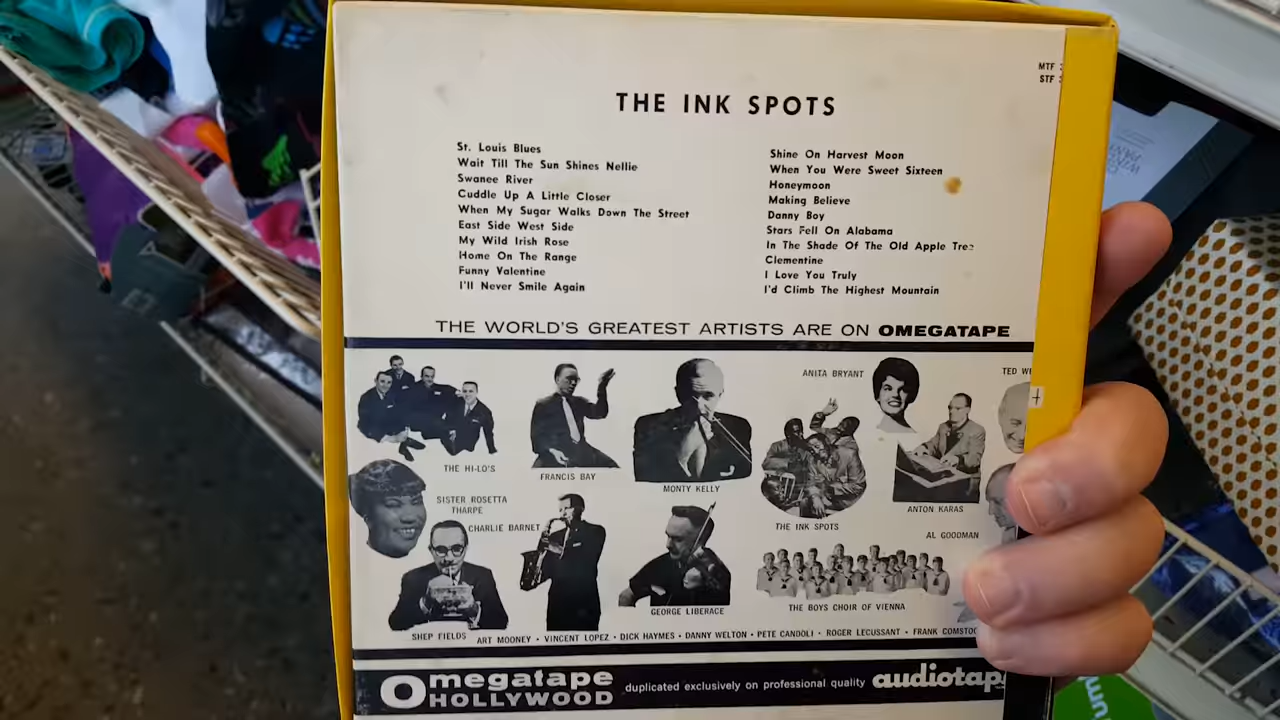 MTF
STF
THE INK SPOTS
St. Louis Blues
Wait Till The Sun Shines Nellie
Swanee River
Cuddle Up A Little Closer
When My Sugar Walks Down The Street
East Side West Side
My Wild Irish Rose
Home On The Range
Funny Valentine
I'll Never Smile Again
Shine On Harvest Moon
When You Were Sweet Sixteen
Honeymoon
Making Believe
Danny Boy
Stars Fell On Alabama
In The Shade Of The Old Apple Tree
Clementine
I Love You Truly
I'd Climb The Highest Mountain
THE WORLD'S GREATEST ARTISTS ARE ON OMEGATAPE
ANITA BRYANT
TED
THE HI-LO'S
FRANCIS BAY
MONTY KELLY
SISTER ROSETTA
THARPE
CHARLIE BARNET
THE INK SPOTS
ANTON KARAS
AL GOODMAN
GEORGE LIBERACE
THE BOYS CHOIR OF VIENNA
SHEP FIELDS
ART MOONEY • VINCENT LOPEZ • DICK HAYMES • DANNY WELTON • PETE CANDOLI • ROGER LECUSSANT • FRANK COMSTOC
Omegatape
HOLLYWOOD
duplicated exclusively on professional quality audiotap